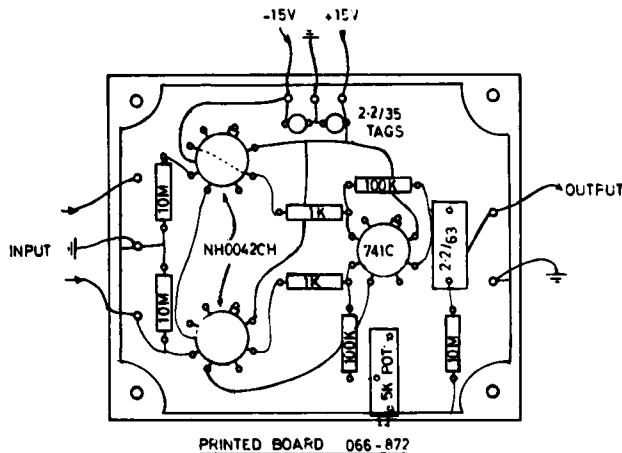 -15V +15V
2·2/35
TAGS
10M
100K
OUTPUT
1K
INPUT
NH0042CH
741C
2·2/63
1K
10M
100K
5K POT·
10M
PRINTED BOARD 066-872